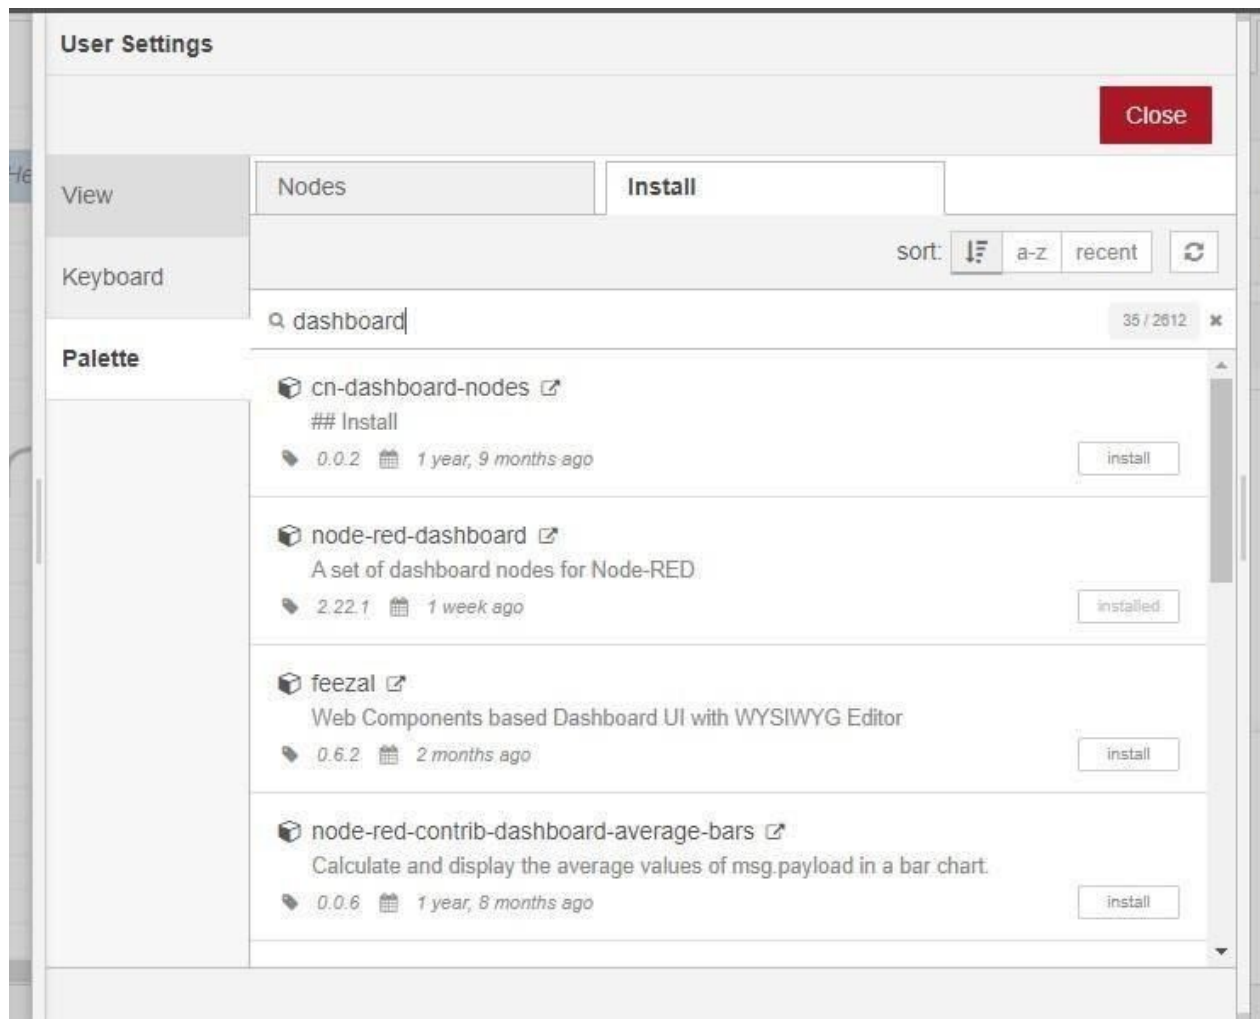 User Settings
Close
He
View
Nodes
Install
sort:
a-z
recent
Keyboard
dashboard
35 / 2612
Palette
cn-dashboard-nodes
## Install
0.0.2 1 year, 9 months ago
install
node-red-dashboard
A set of dashboard nodes for Node-RED
2.22.1 1 week ago
installed
feezal
Web Components based Dashboard UI with WYSIWYG Editor
0.6.2 2 months ago
install
node-red-contrib-dashboard-average-bars
Calculate and display the average values of msg.payload in a bar chart.
0.0.6 1 year, 8 months ago
install